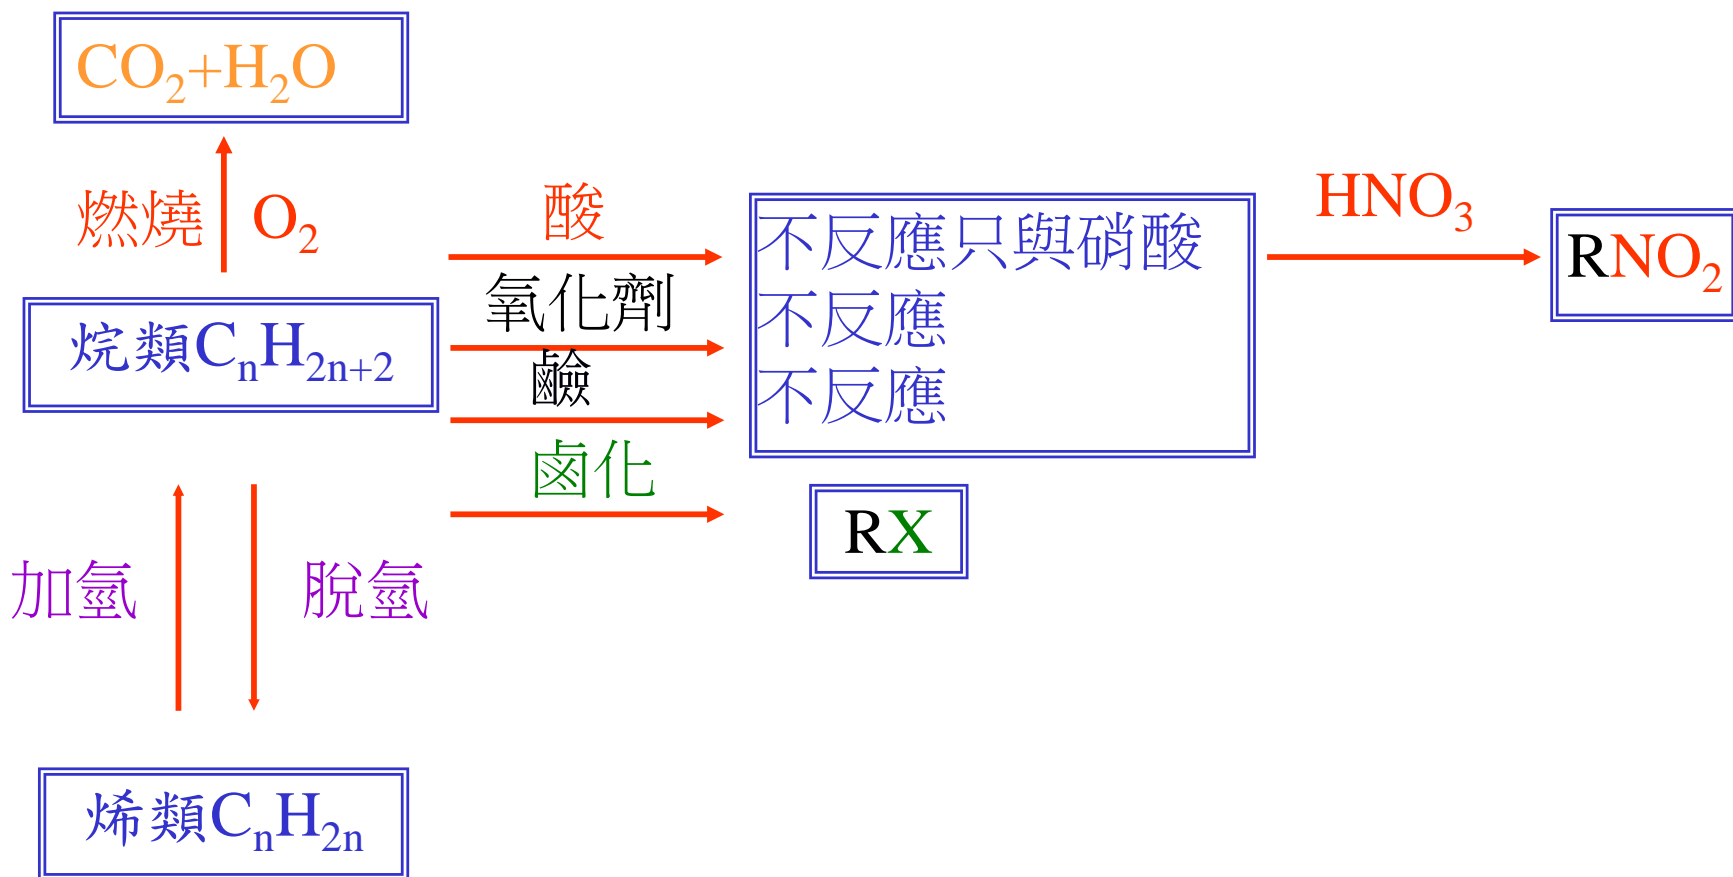 CO₂+H₂O
燃燒 O₂
酸
不反應只與硝酸
HNO₃
RNO₂
氧化劑
不反應
烷類CₙH₂ₙ₊₂
鹼
不反應
鹵化
RX
加氫
脫氫
烯類CₙH₂ₙ